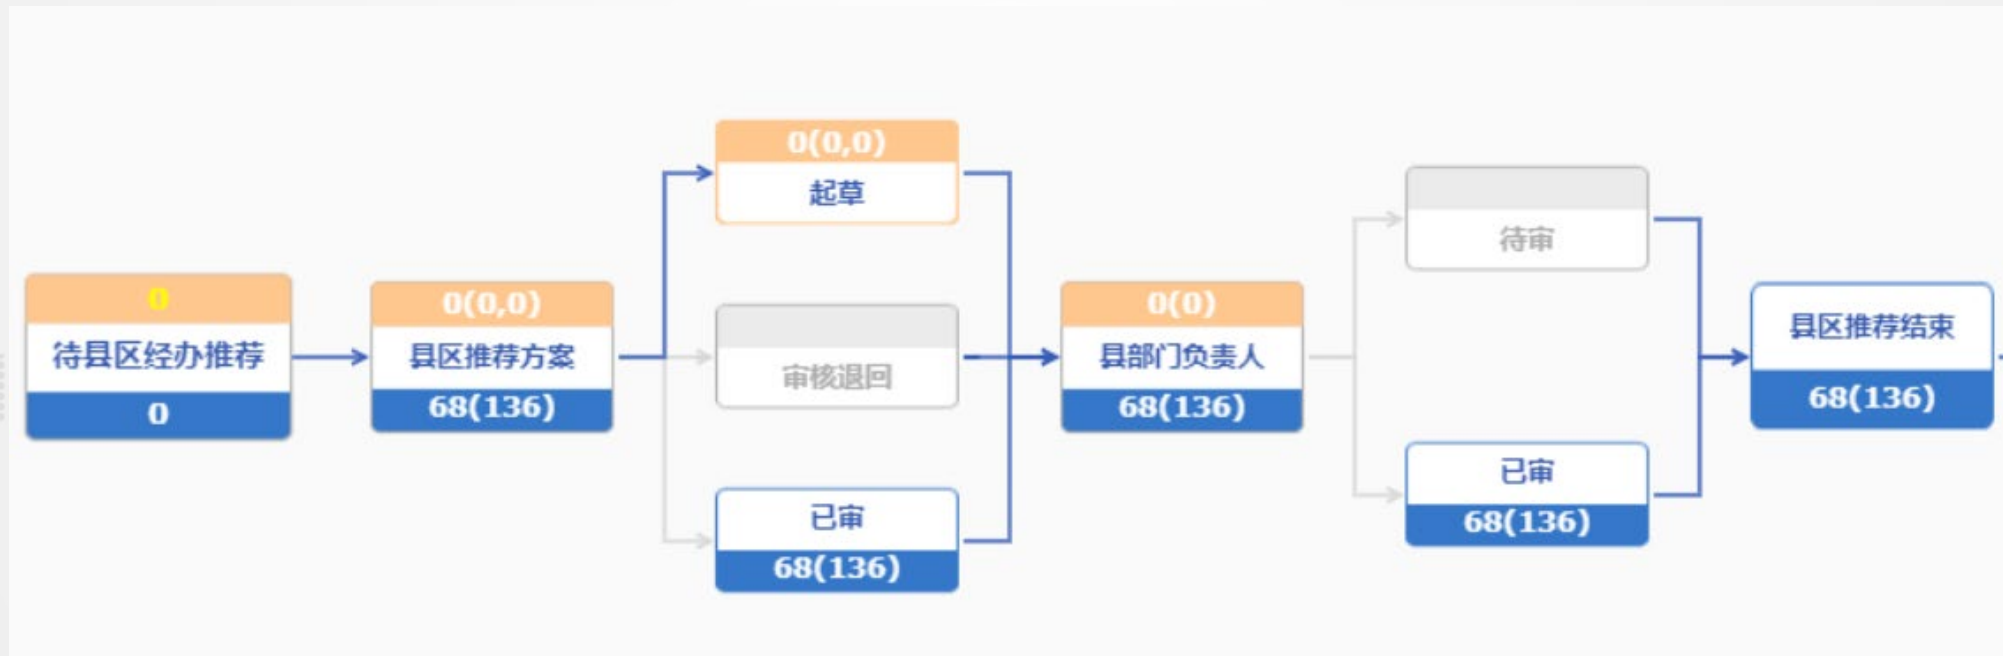 0
待县区经办推荐
0
0(0,0)
县区推荐方案
68(136)
0(0,0)
起草
审核退回
已审
68(136)
0(0)
县部门负责人
68(136)
待审
已审
68(136)
县区推荐结束
68(136)